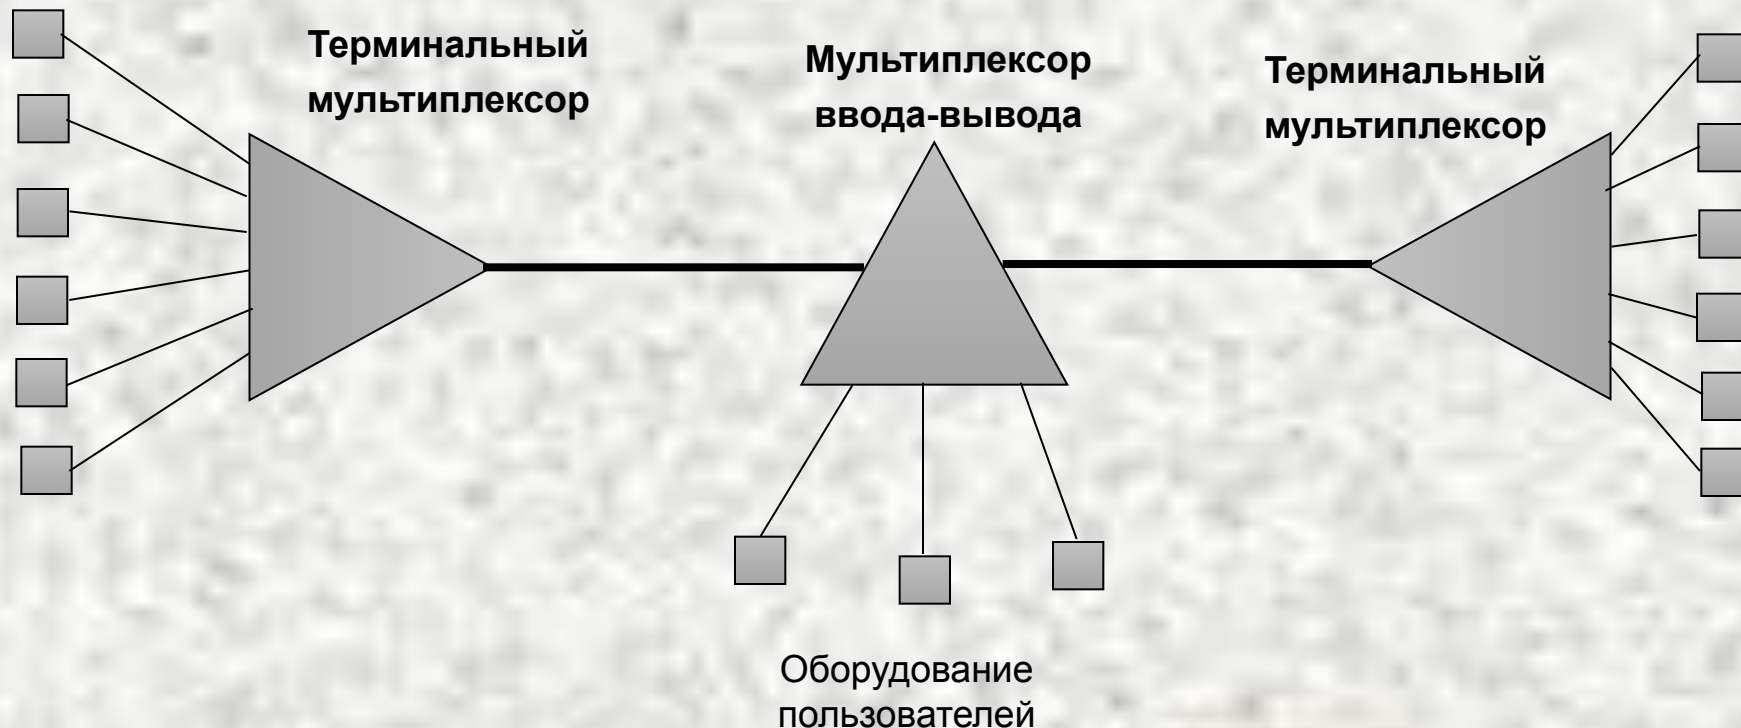 Терминальный
мультиплексор
Мультиплексор
ввода-вывода
Терминальный
мультиплексор
Оборудование
пользователей